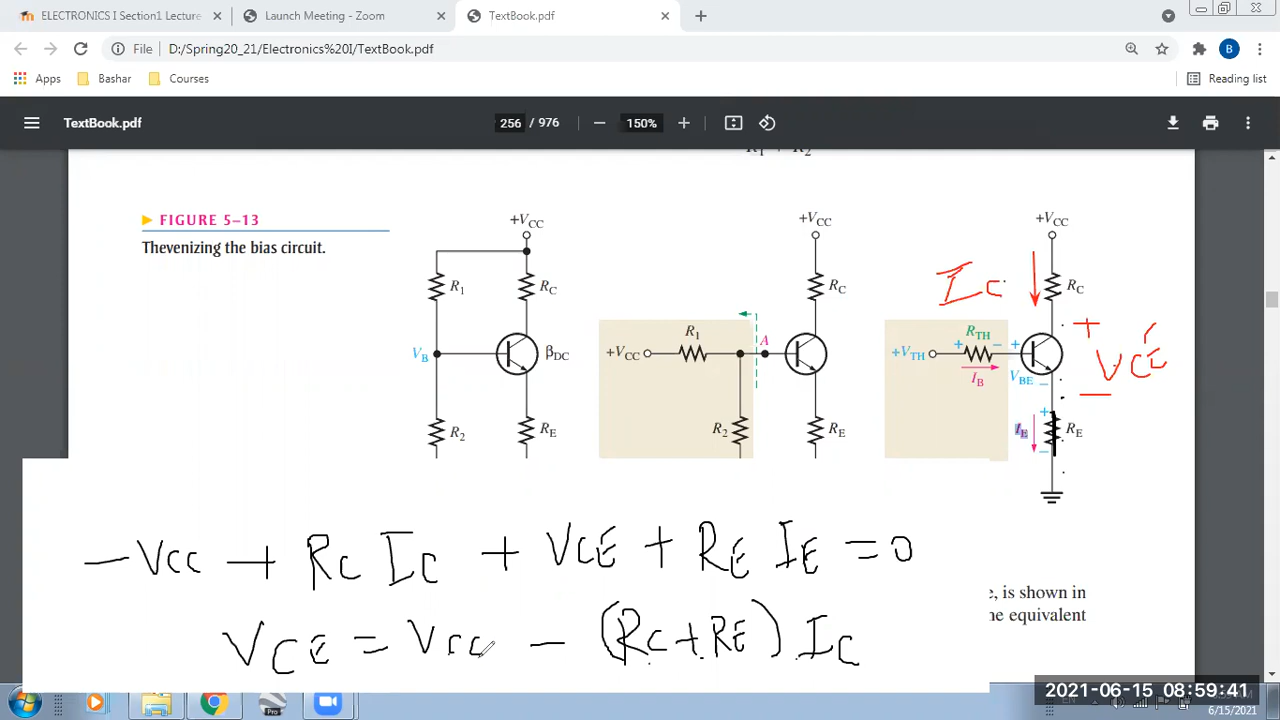 ELECTRONICS I Section1 Lecture
Launch Meeting - Zoom
TextBook.pdf
File
D:/Spring20_21/Electronics%20I/TextBook.pdf
B
Apps
Bashar
Courses
Reading list
TextBook.pdf
256 / 976
150%
R1 + R2
FIGURE 5–13
Thevenizing the bias circuit.
+VCC
R1
RC
VB
βDC
R2
RE
+VCC
RC
R1
A
+VCC
R2
RE
+VCC
IC
RC
RTH
+ − +
+VTH
IB
VBE
−
+
VCE
−
+
IE
RE
−
−VCC + RC IC + VCE + RE IE = 0
VCE = VCC − (RC + RE) IC
e, is shown in
ne equivalent
2021-06-15 08:59:41
6/15/2021